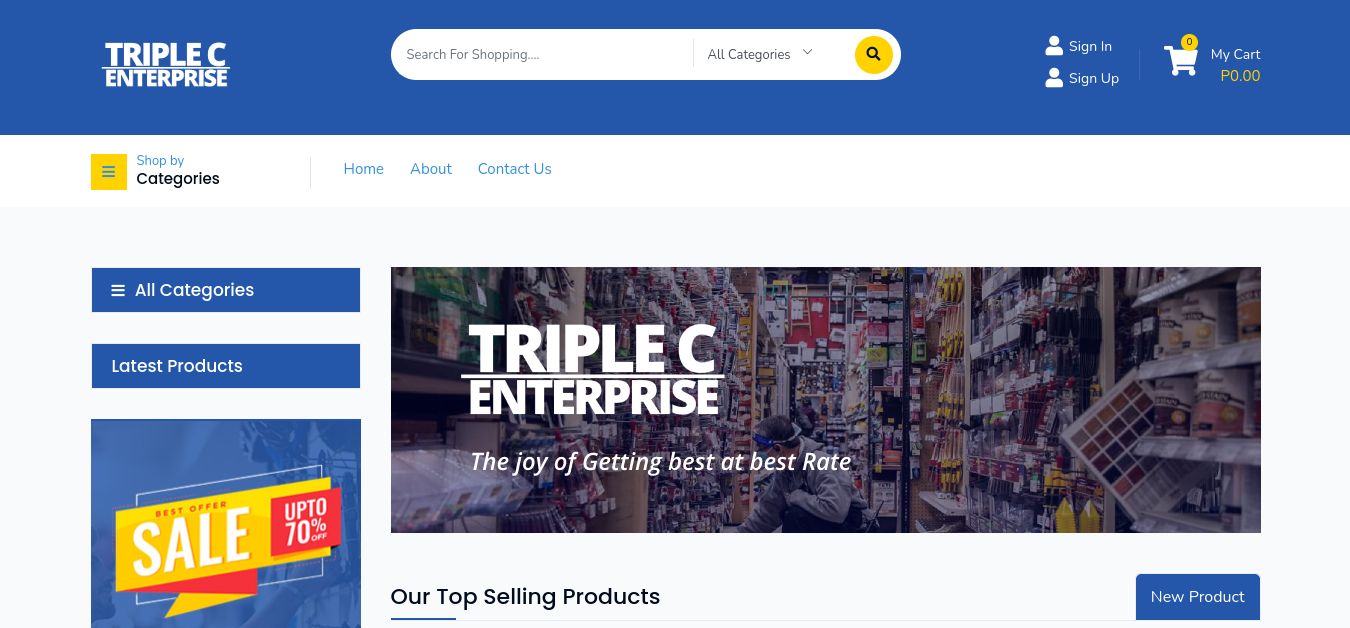 TRIPLE C
ENTERPRISE
Search For Shopping....
All Categories
Sign In
Sign Up
0
My Cart
P0.00
Shop by
Categories
Home
About
Contact Us
All Categories
Latest Products
BEST OFFER
SALE
UPTO
70%
OFF
TRIPLE C
ENTERPRISE
The joy of Getting best at best Rate
Our Top Selling Products
New Product